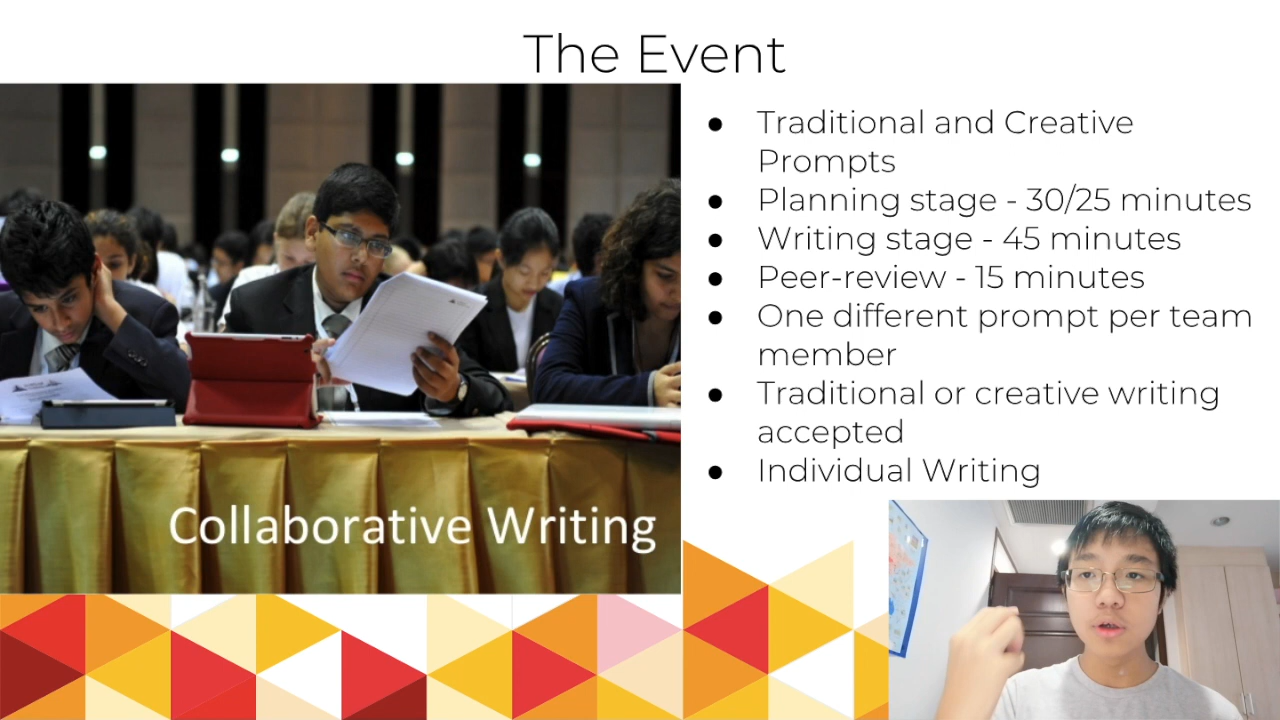 The Event
● Traditional and Creative
Prompts
● Planning stage - 30/25 minutes
● Writing stage - 45 minutes
● Peer-review - 15 minutes
● One different prompt per team
member
● Traditional or creative writing
accepted
● Individual Writing
Collaborative Writing